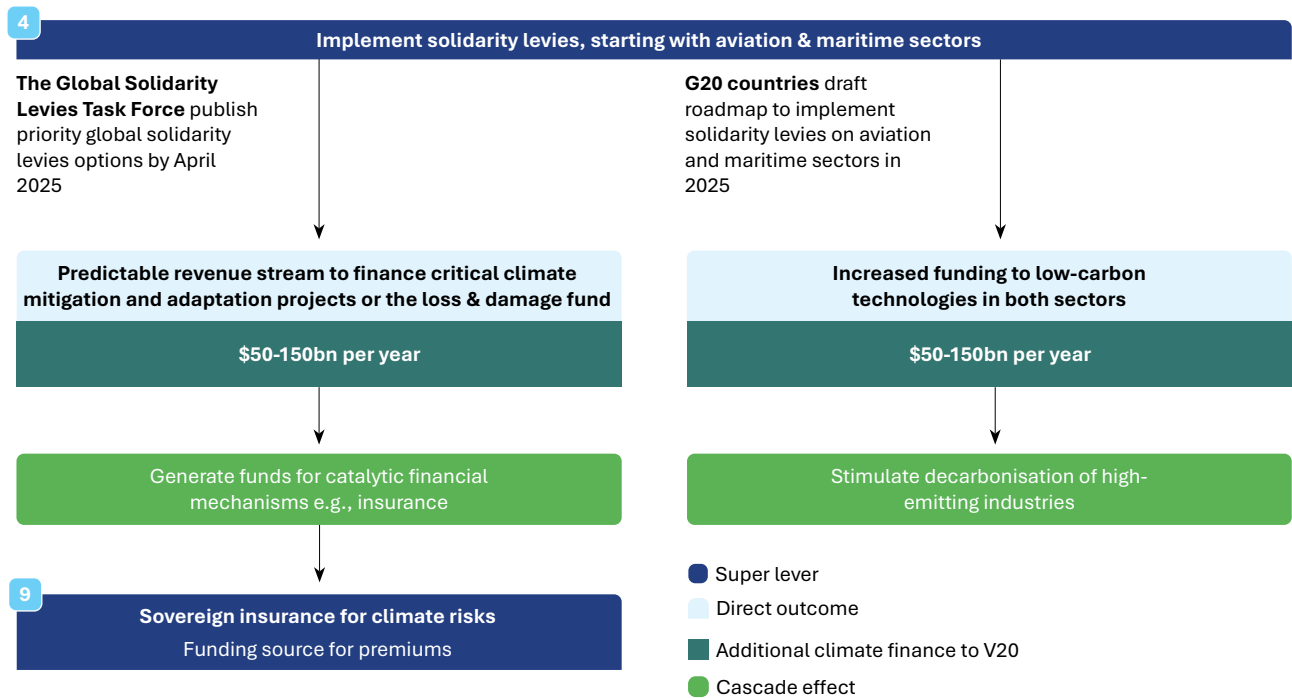 4
Implement solidarity levies, starting with aviation & maritime sectors
The Global Solidarity
Levies Task Force publish
priority global solidarity
levies options by April
2025
G20 countries draft
roadmap to implement
solidarity levies on aviation
and maritime sectors in
2025
Predictable revenue stream to finance critical climate
mitigation and adaptation projects or the loss & damage fund
$50-150bn per year
Increased funding to low-carbon
technologies in both sectors
$50-150bn per year
Generate funds for catalytic financial
mechanisms e.g., insurance
Stimulate decarbonisation of high-
emitting industries
9
Sovereign insurance for climate risks
Funding source for premiums
Super lever
Direct outcome
Additional climate finance to V20
Cascade effect